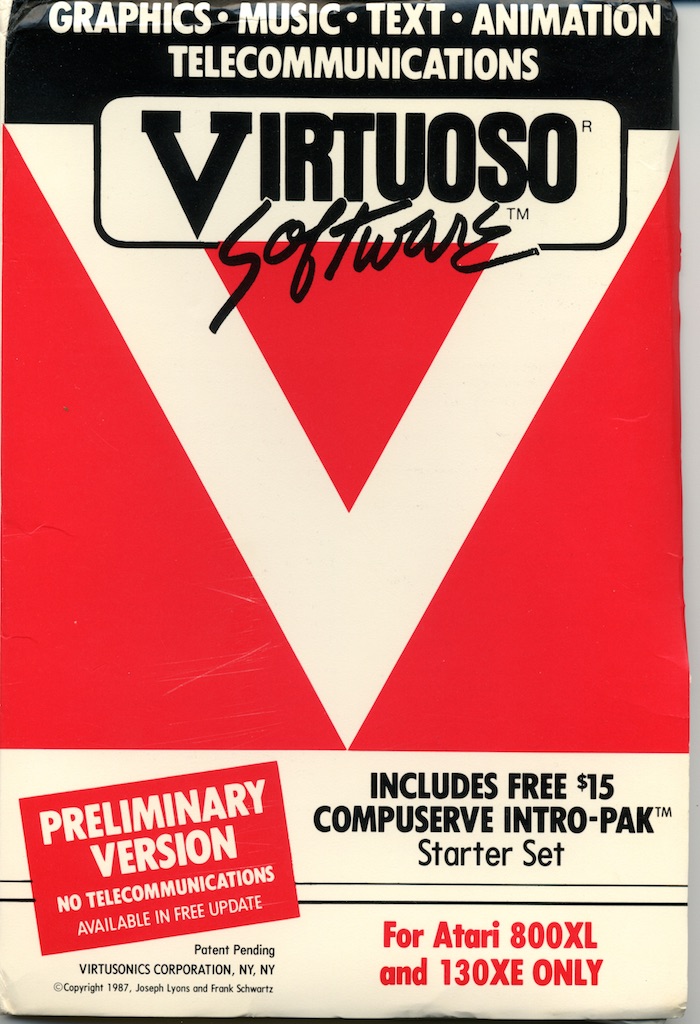 GRAPHICS • MUSIC • TEXT • ANIMATION
TELECOMMUNICATIONS
VIRTUOSO R
Software TM
INCLUDES FREE $15
COMPUSERVE INTRO-PAK™
Starter Set
PRELIMINARY
VERSION
NO TELECOMMUNICATIONS
AVAILABLE IN FREE UPDATE
Patent Pending
VIRTUSONICS CORPORATION, NY, NY
©Copyright 1987, Joseph Lyons and Frank Schwartz
For Atari 800XL
and 130XE ONLY